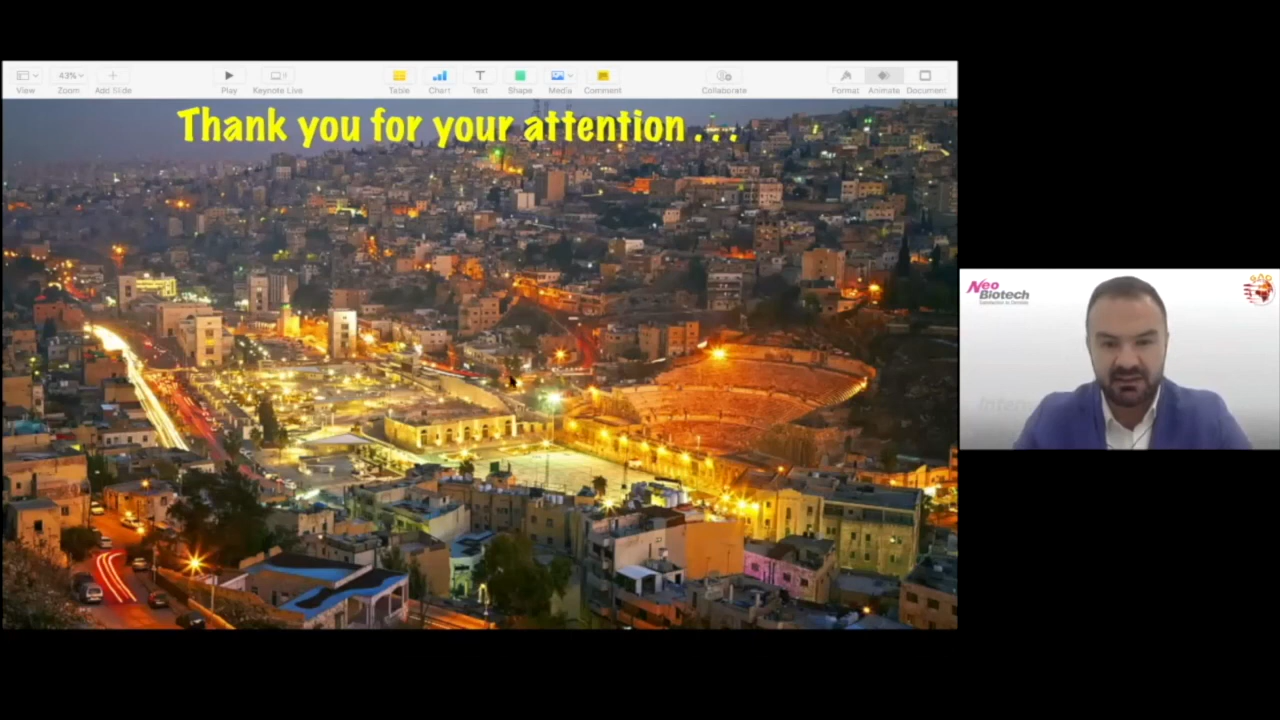 View
43%
Zoom
Add Slide
Play
Keynote Live
Table
Chart
Text
Shape
Media
Comment
Collaborate
Format
Animate
Document
Thank you for your attention . . .
Neo
Biotech